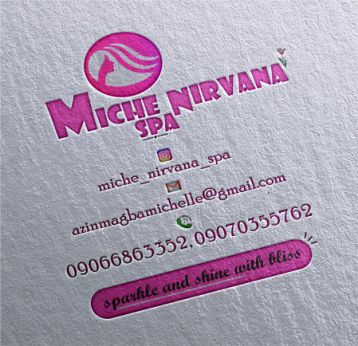 MICHE NIRVANA
SPA
miche_nirvana_spa
azinmagbamichelle@gmail.com
09066863352,09070355762
sparkle and shine with bliss